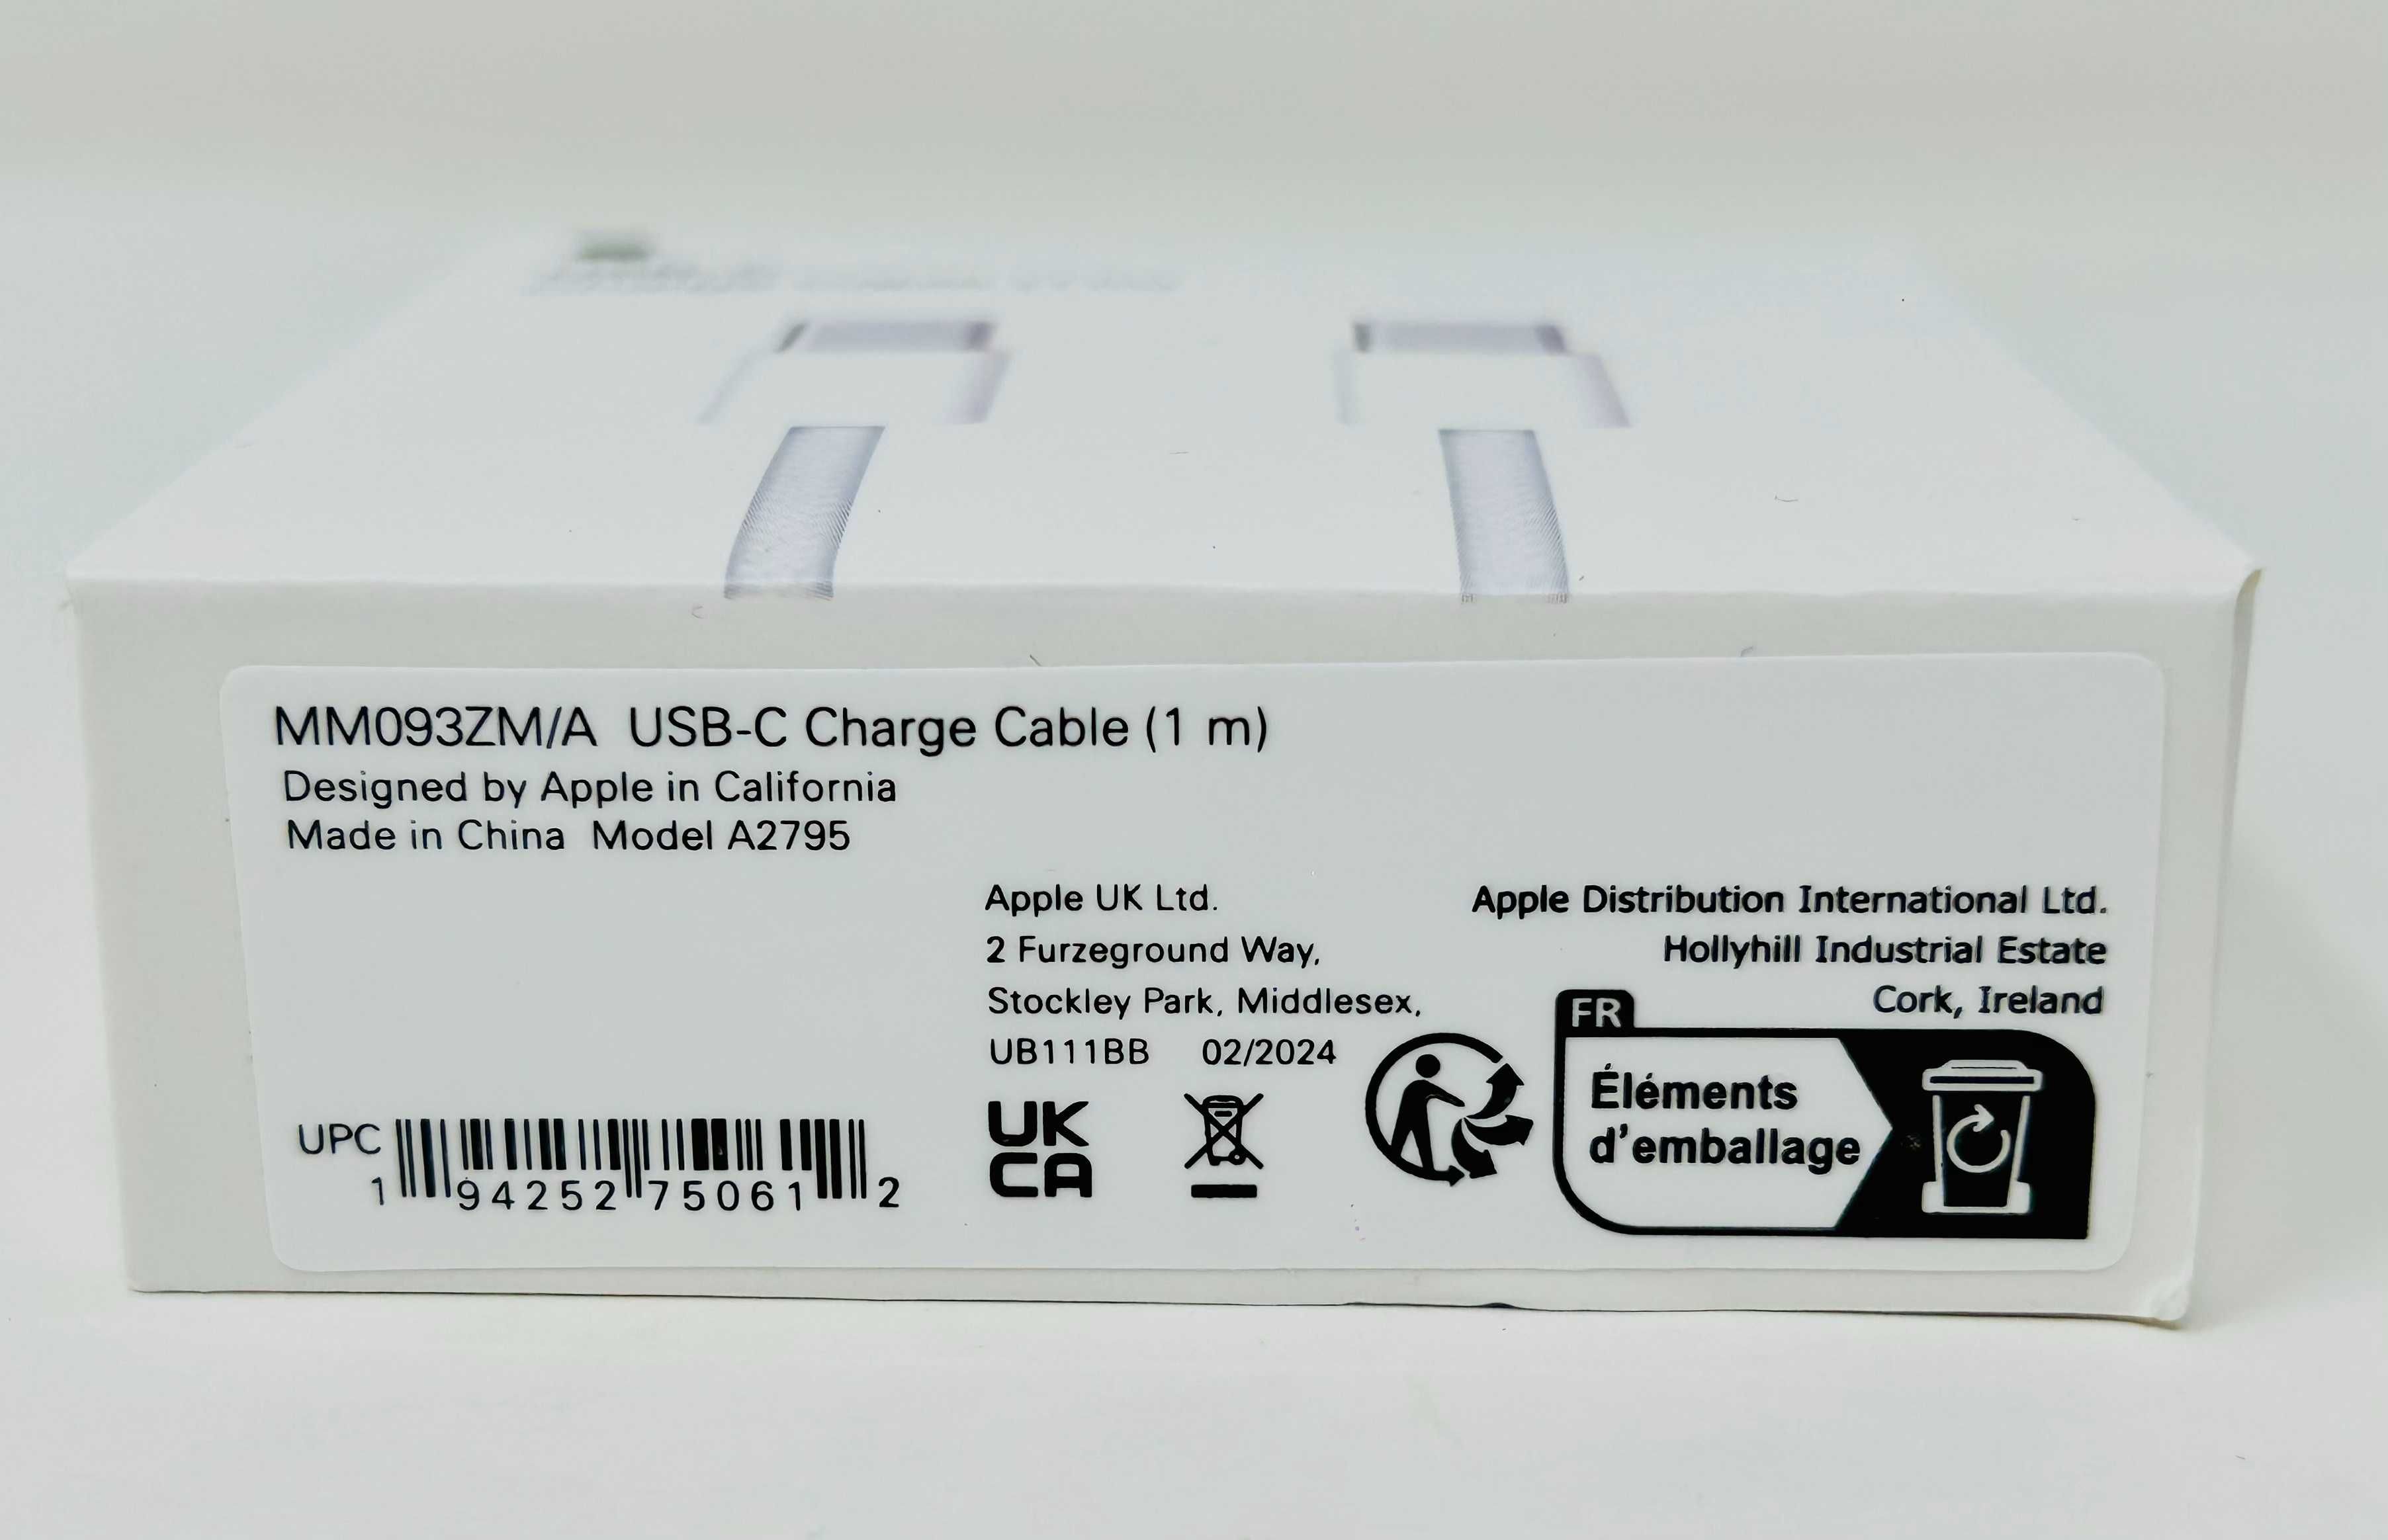 MM093ZM/A USB-C Charge Cable (1 m)
Designed by Apple in California
Made in China Model A2795
Apple UK Ltd.
2 Furzeground Way,
Stockley Park, Middlesex,
UB111BB 02/2024
Apple Distribution International Ltd.
Hollyhill Industrial Estate
Cork, Ireland
UPC
1 94252 75061 2
UK
CA
FR
Éléments
d'emballage